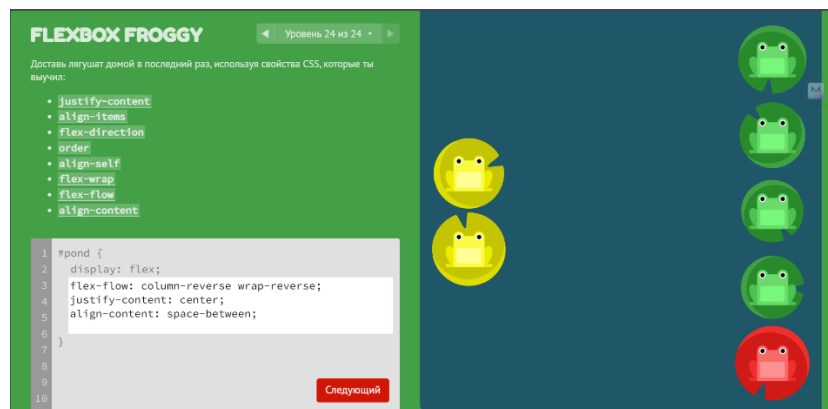 FLEXBOX FROGGY
Уровень 24 из 24
Доставь лягушат домой в последний раз, используя свойства CSS, которые ты
выучил:
justify-content
align-items
flex-direction
order
align-self
flex-wrap
flex-flow
align-content
1 #pond {
2 display: flex;
3 flex-flow: column-reverse wrap-reverse;
4 justify-content: center;
5 align-content: space-between;
6
7 }
8
9
10
Следующий